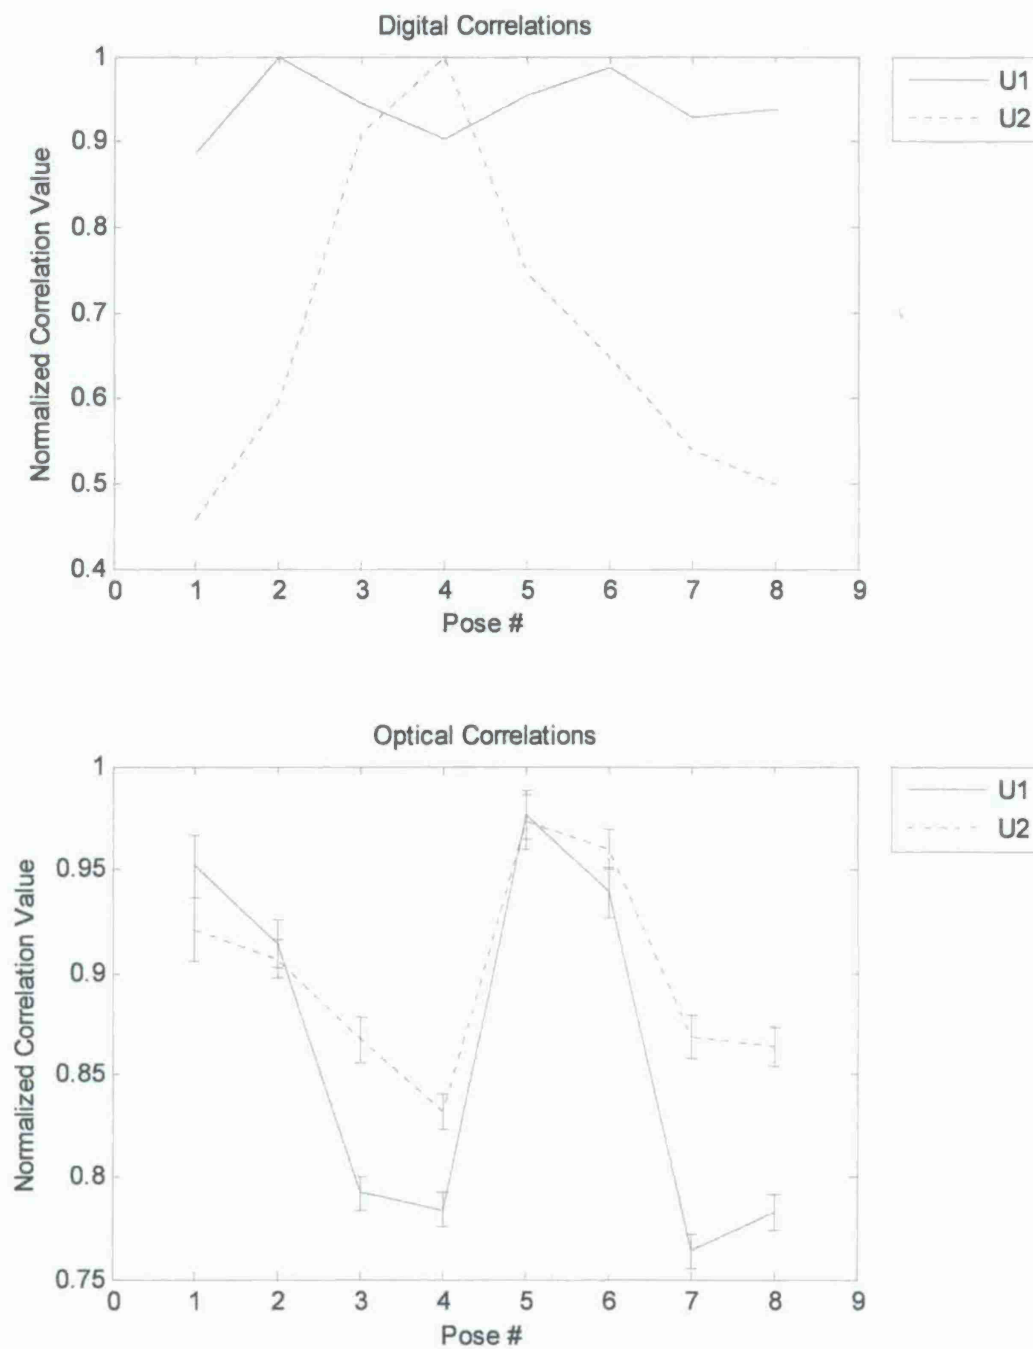 Digital Correlations
1
0.9
0.8
0.7
0.6
0.5
0.4
Normalized Correlation Value
0 1 2 3 4 5 6 7 8 9
Pose #
U1
U2
Optical Correlations
1
0.95
0.9
0.85
0.8
0.75
Normalized Correlation Value
0 1 2 3 4 5 6 7 8 9
Pose #
U1
U2